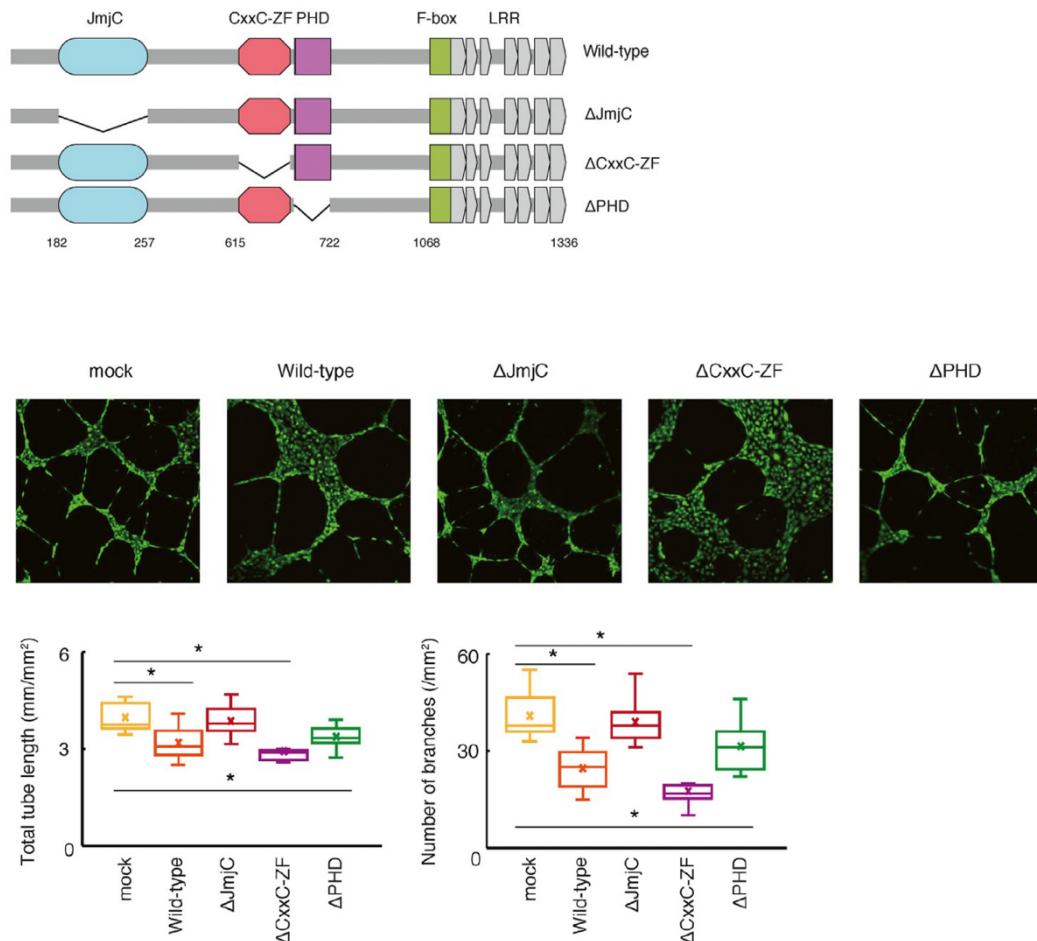 JmjC CxxC-ZF PHD F-box LRR
Wild-type
ΔJmjC
ΔCxxC-ZF
ΔPHD
182 257 615 722 1068 1336
mock Wild-type ΔJmjC ΔCxxC-ZF ΔPHD
Total tube length (mm/mm²)
6
3
0
*
*
*
mock
Wild-type
ΔJmjC
ΔCxxC-ZF
ΔPHD
Number of branches (/mm²)
60
30
0
*
*
*
mock
Wild-type
ΔJmjC
ΔCxxC-ZF
ΔPHD